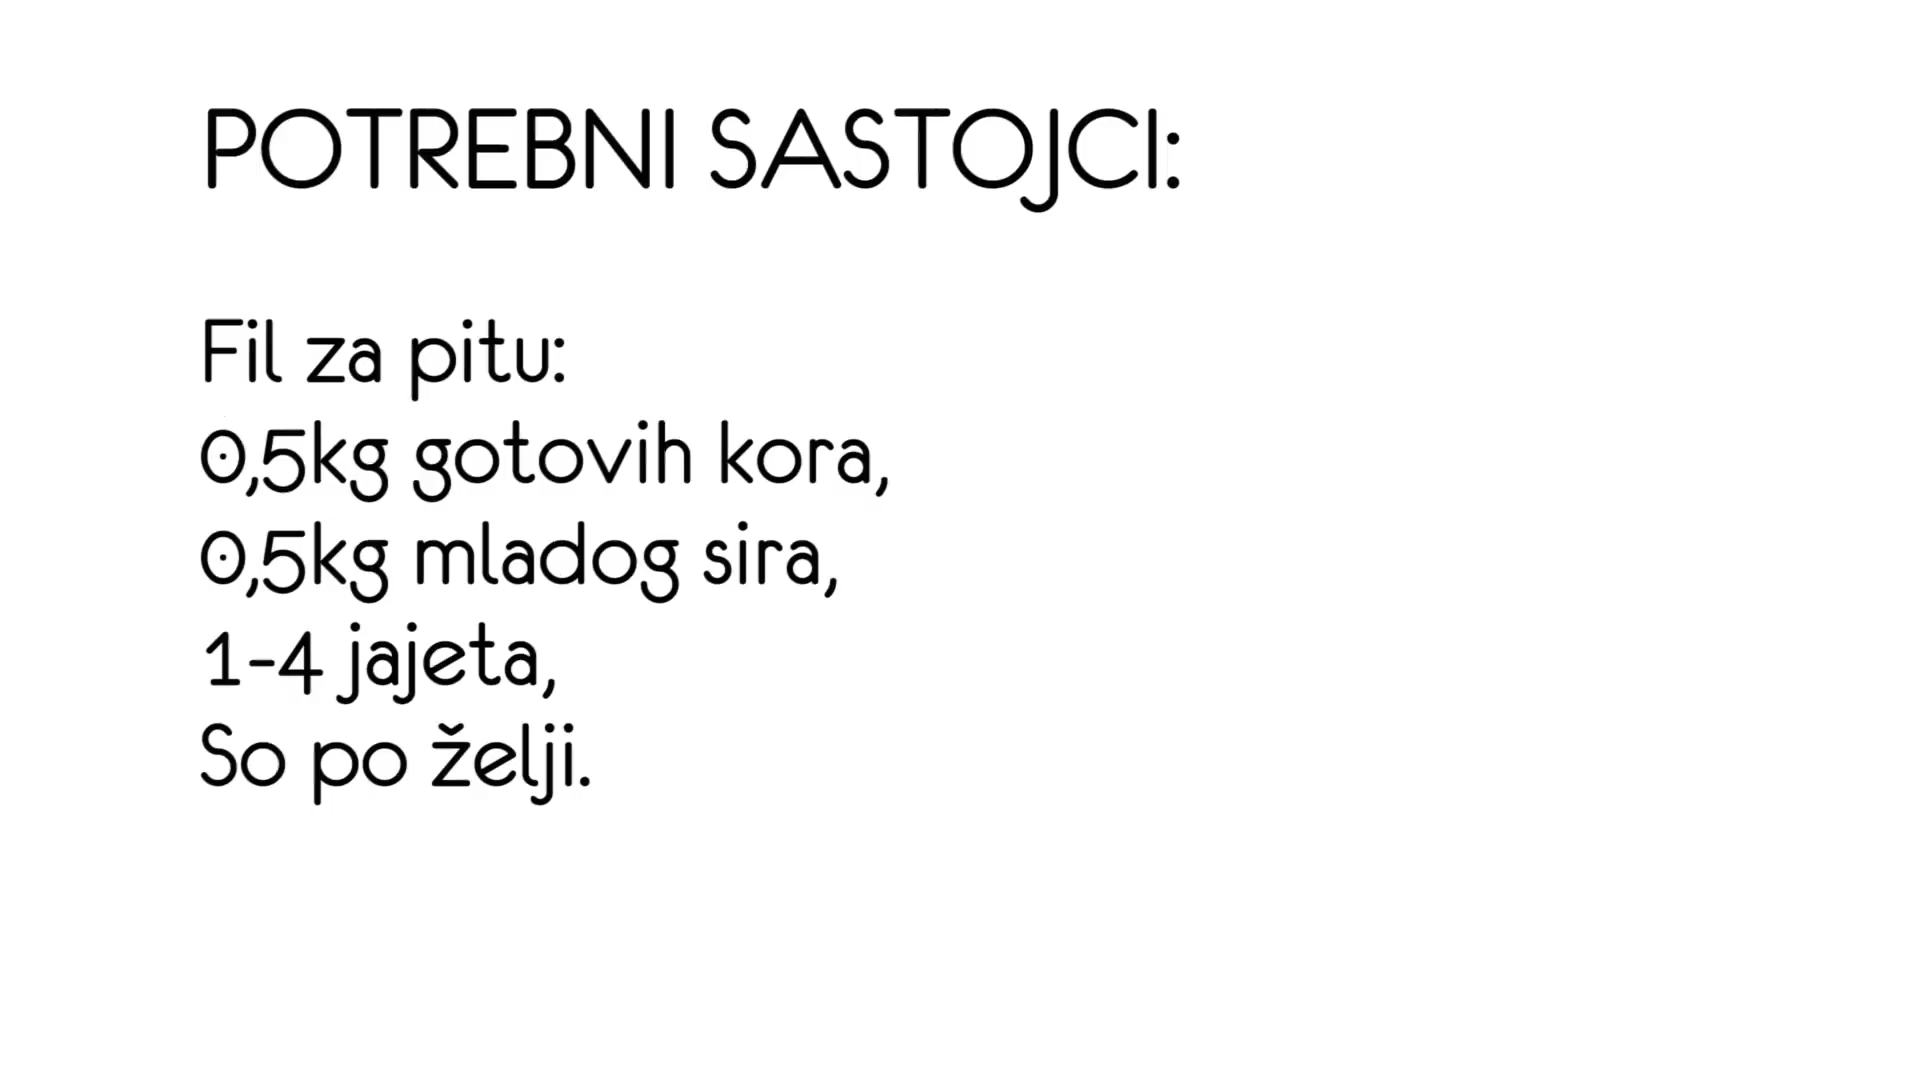 POTREBNI SASTOJCI:
Fil za pitu:
0,5kg gotovih kora,
0,5kg mladog sira,
1-4 jajeta,
So po želji.